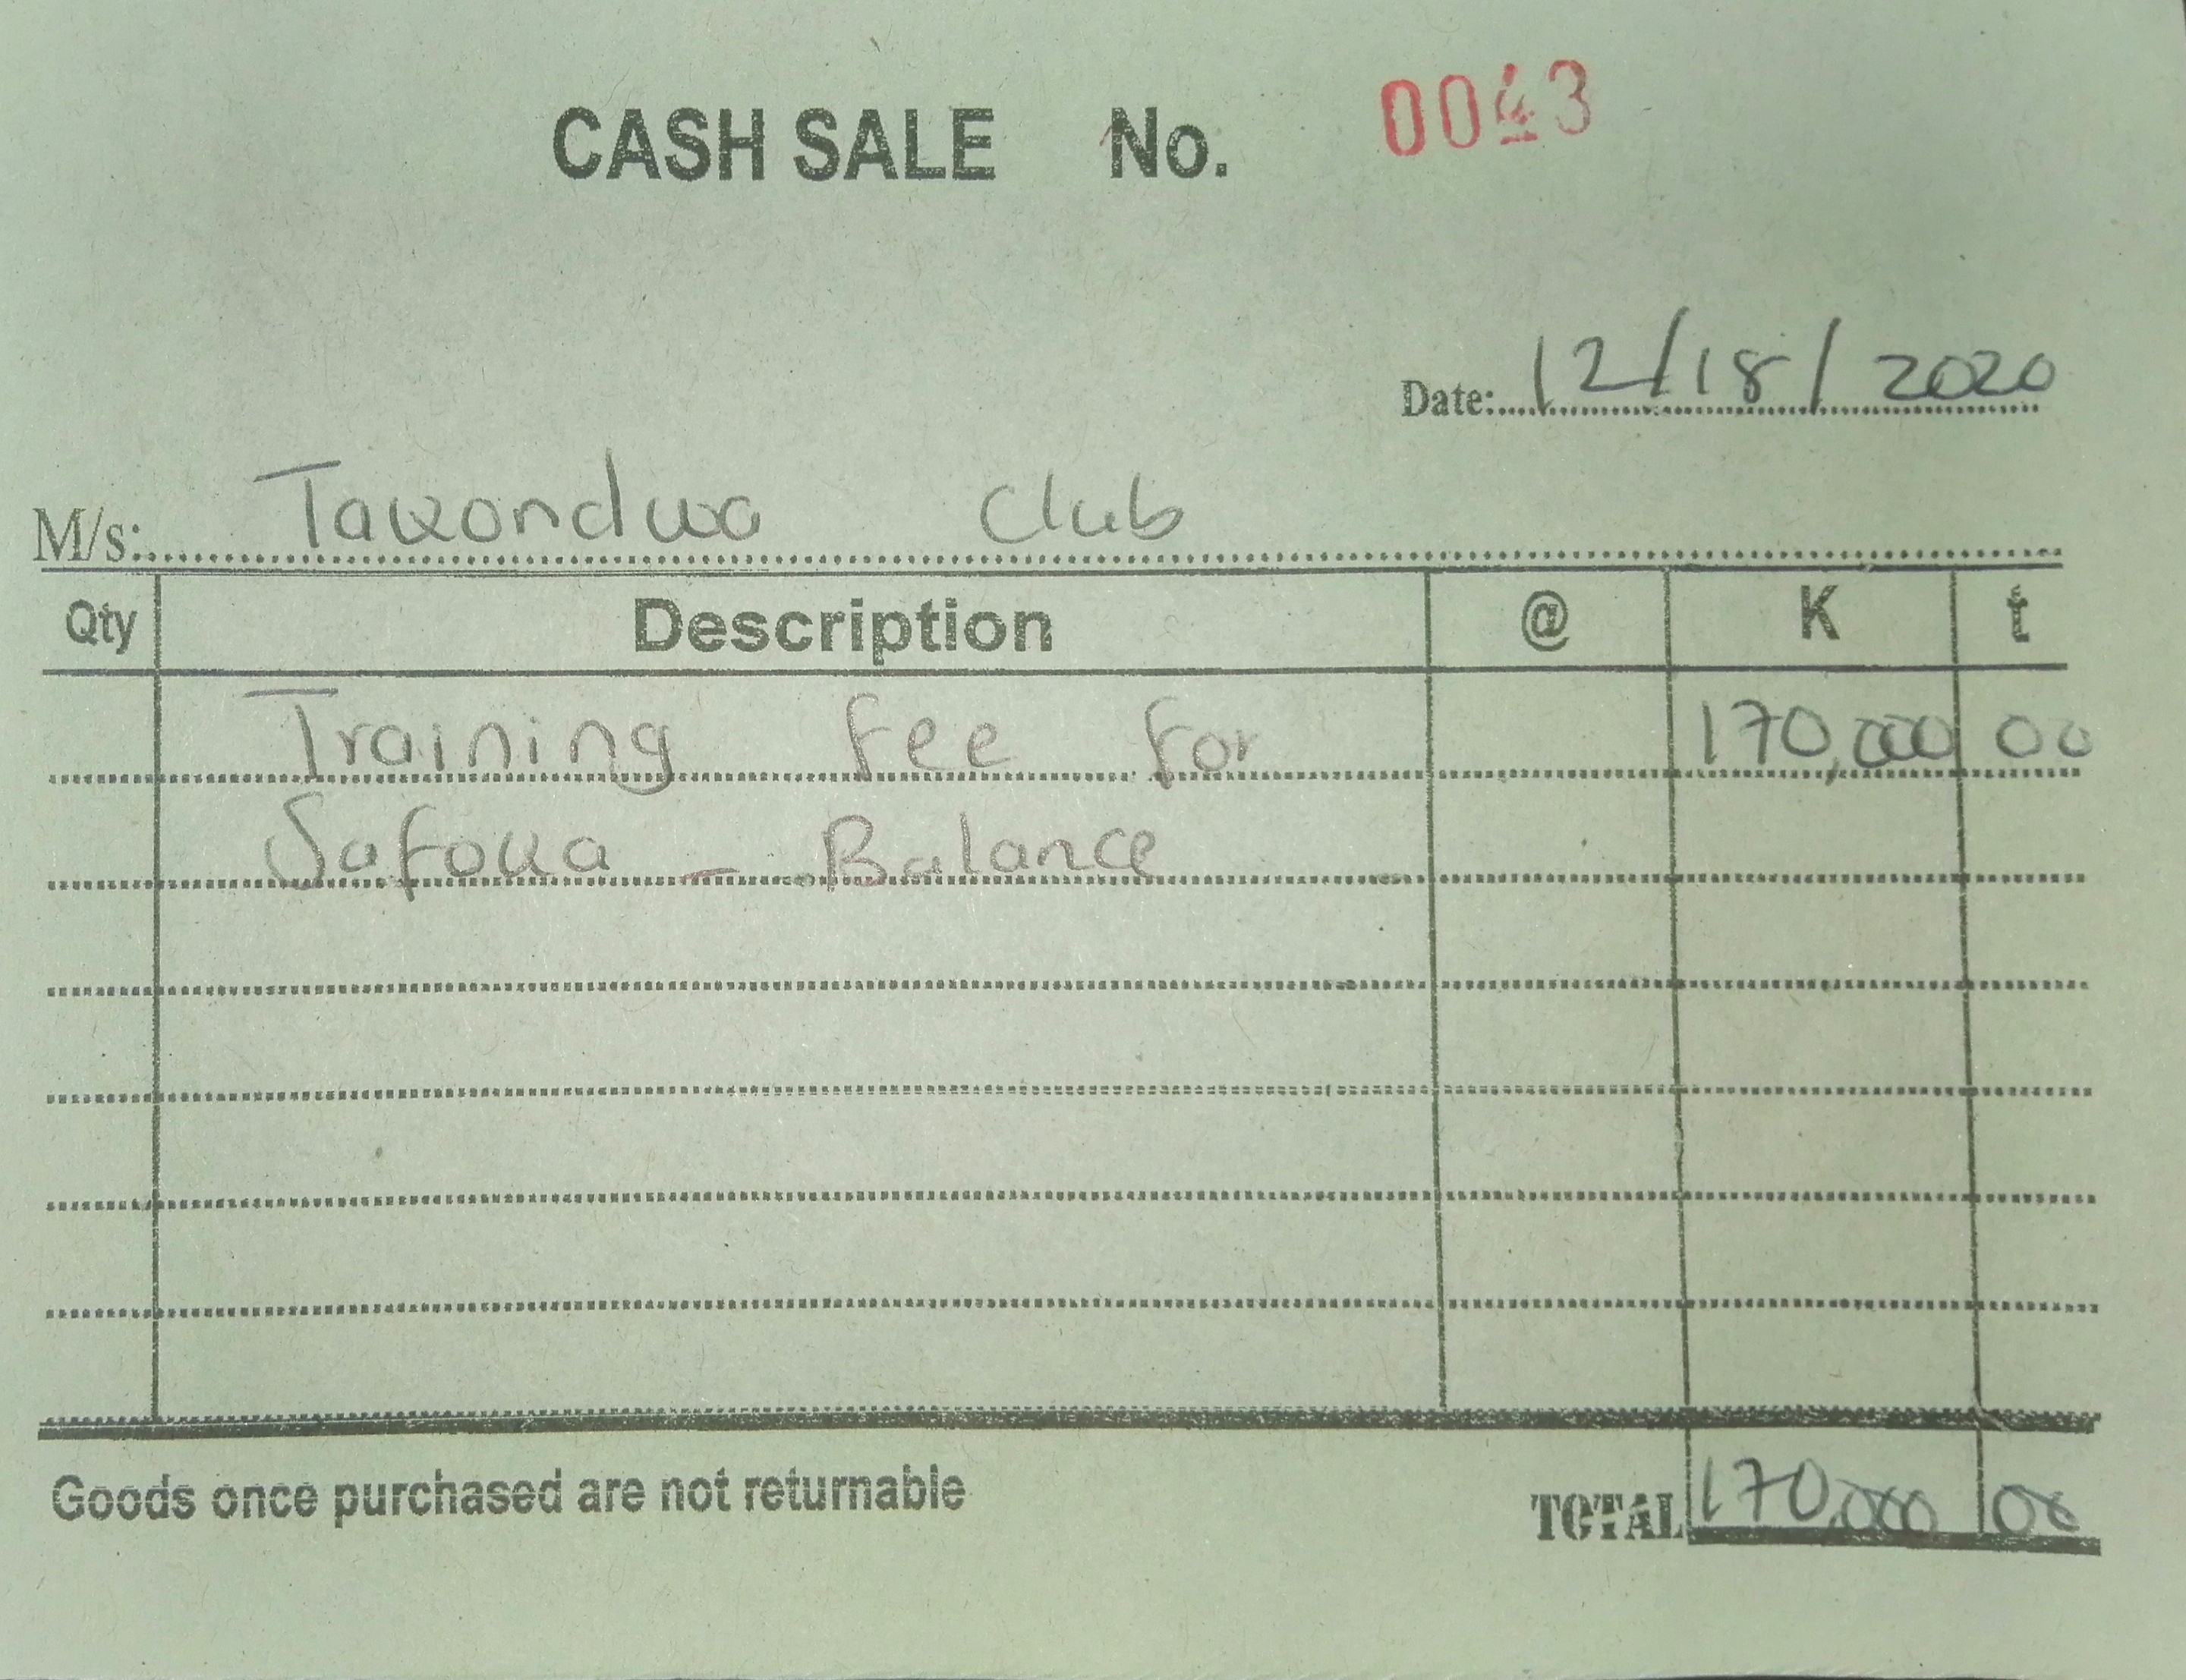 CASH SALE No. 0043
Date: 12/18/2020
M/s: Takondwa Club
Qty Description @ K t
Training fee for 170,000 00
Safoua - Balance
Goods once purchased are not returnable TOTAL 170,000 00